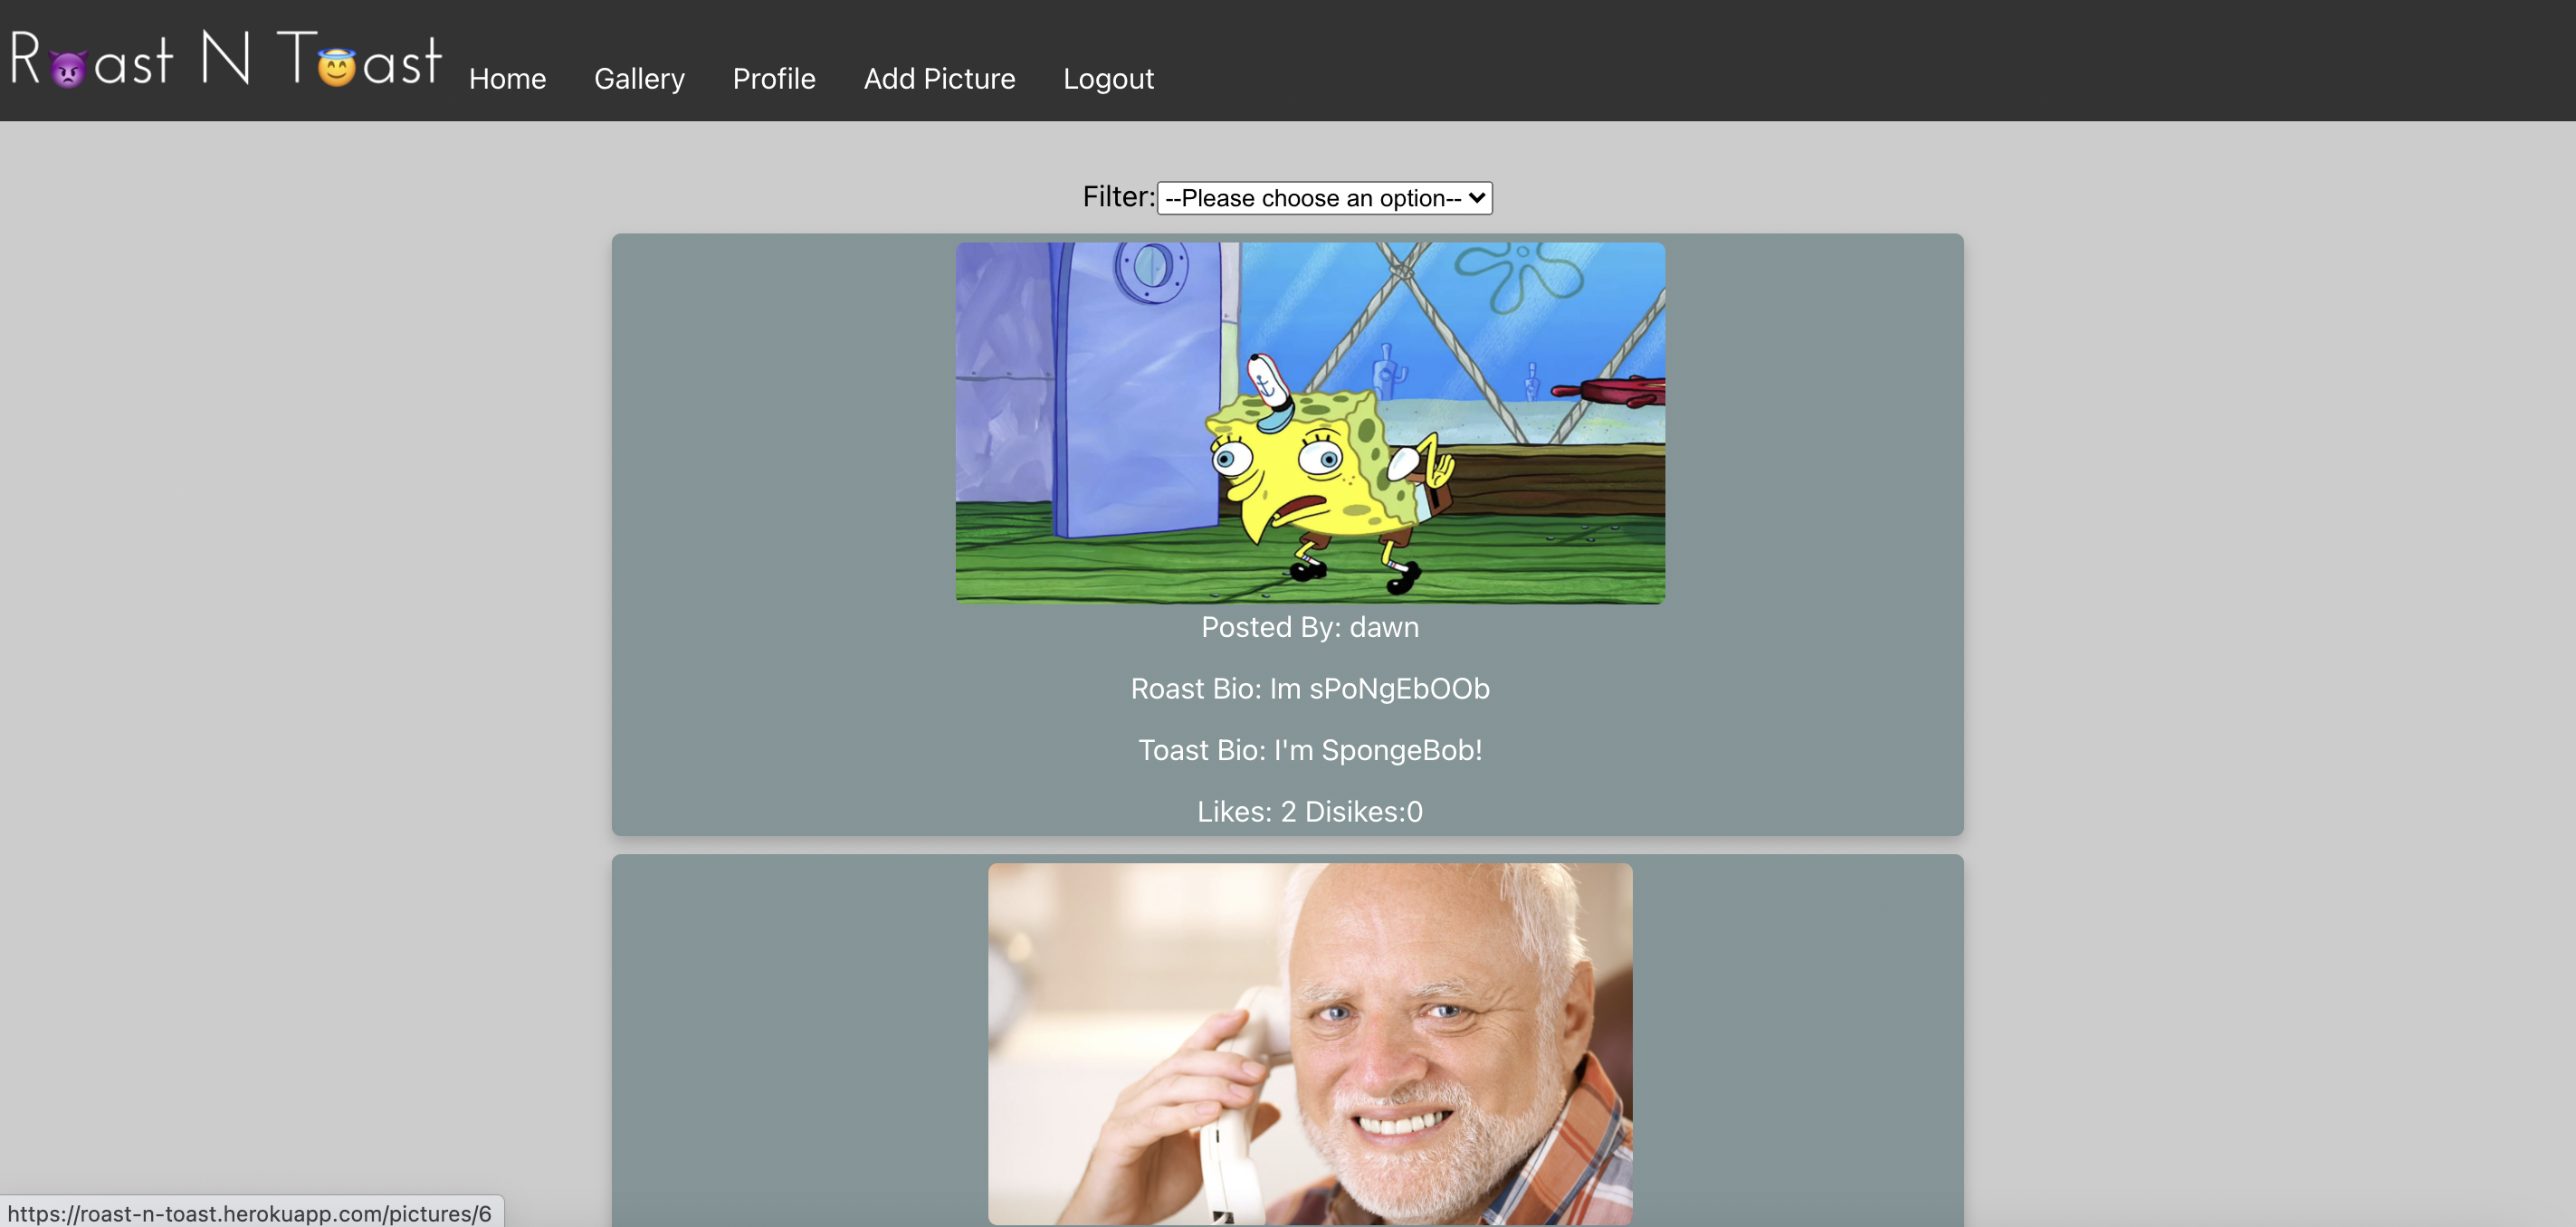 R😈ast N T😇ast
Home Gallery Profile Add Picture Logout
Filter: --Please choose an option--
Posted By: dawn
Roast Bio: Im sPoNgEbOOb
Toast Bio: I'm SpongeBob!
Likes: 2 Disikes:0
https://roast-n-toast.herokuapp.com/pictures/6